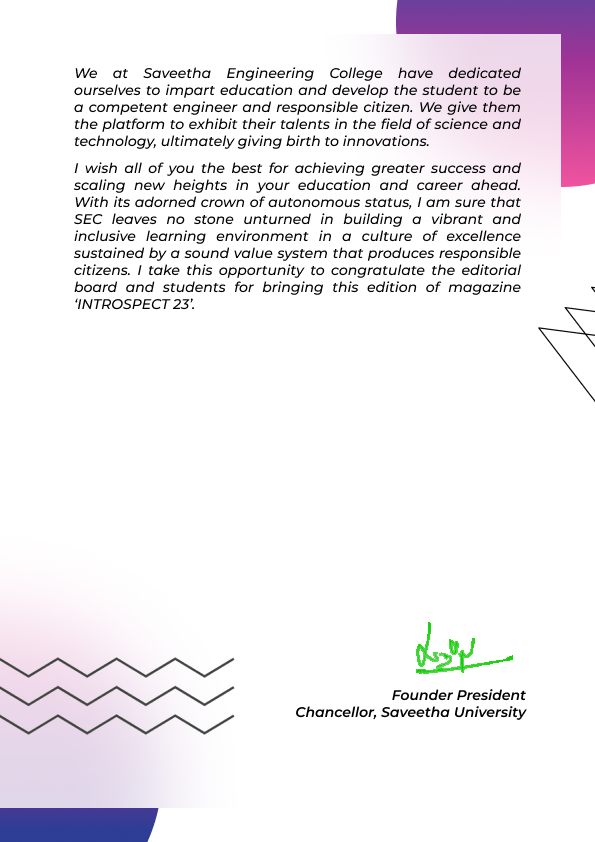 We at Saveetha Engineering College have dedicated
ourselves to impart education and develop the student to be
a competent engineer and responsible citizen. We give them
the platform to exhibit their talents in the field of science and
technology, ultimately giving birth to innovations.
I wish all of you the best for achieving greater success and
scaling new heights in your education and career ahead.
With its adorned crown of autonomous status, I am sure that
SEC leaves no stone unturned in building a vibrant and
inclusive learning environment in a culture of excellence
sustained by a sound value system that produces responsible
citizens. I take this opportunity to congratulate the editorial
board and students for bringing this edition of magazine
‘INTROSPECT 23’.
Founder President
Chancellor, Saveetha University